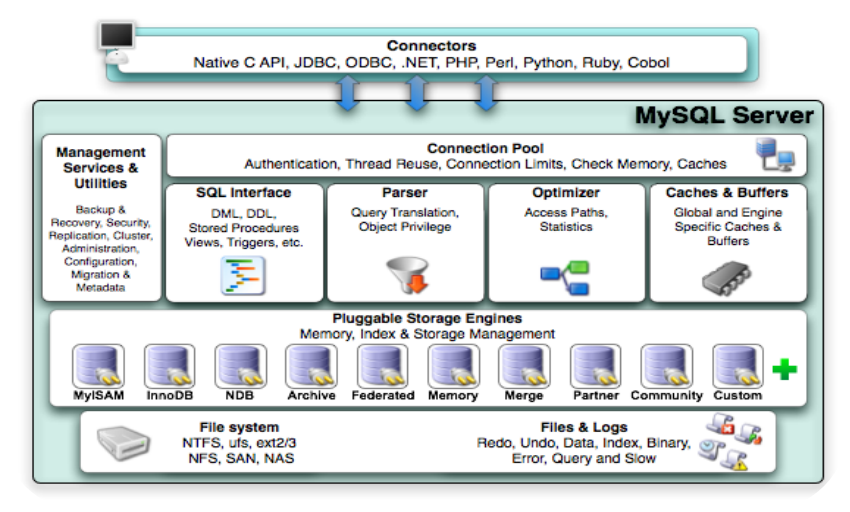 Connectors
Native C API, JDBC, ODBC, .NET, PHP, Perl, Python, Ruby, Cobol
MySQL Server
Management
Services &
Utilities
Backup &
Recovery, Security,
Replication, Cluster,
Administration,
Configuration,
Migration &
Metadata
Connection Pool
Authentication, Thread Reuse, Connection Limits, Check Memory, Caches
SQL Interface
DML, DDL,
Stored Procedures
Views, Triggers, etc.
Parser
Query Translation,
Object Privilege
Optimizer
Access Paths,
Statistics
Caches & Buffers
Global and Engine
Specific Caches &
Buffers
Pluggable Storage Engines
Memory, Index & Storage Management
MyISAM InnoDB NDB Archive Federated Memory Merge Partner Community Custom
File system
NTFS, ufs, ext2/3
NFS, SAN, NAS
Files & Logs
Redo, Undo, Data, Index, Binary,
Error, Query and Slow